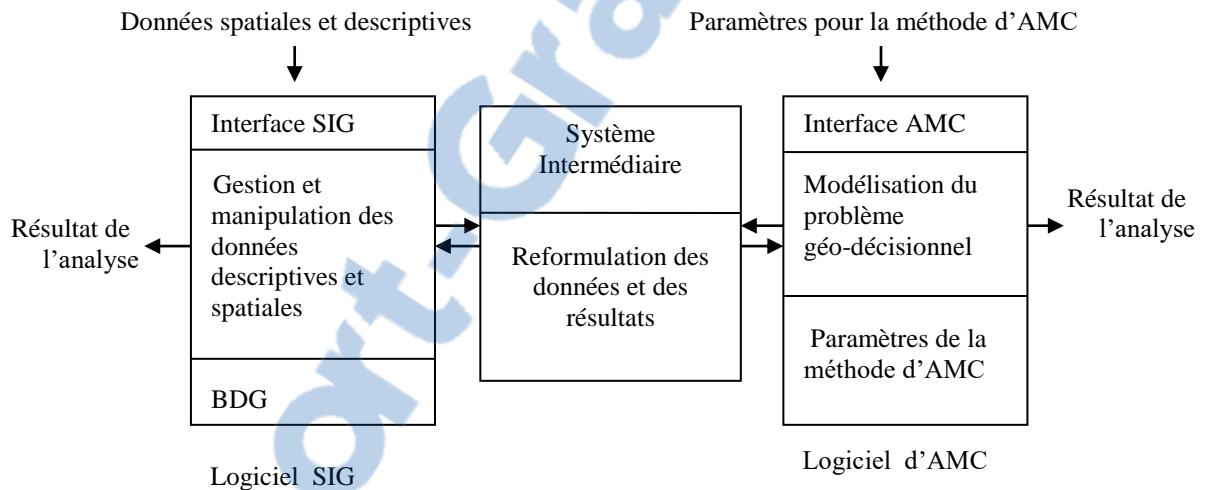 Données spatiales et descriptives
Paramètres pour la méthode d'AMC
Interface SIG
Gestion et
manipulation des
données
descriptives et
spatiales
BDG
Logiciel SIG
Résultat de
l'analyse
Système
Intermédiaire
Reformulation des
données et des
résultats
Interface AMC
Modélisation du
problème
géo-décisionnel
Paramètres de la
méthode d'AMC
Logiciel d'AMC
Résultat de
l'analyse
ort-Gra